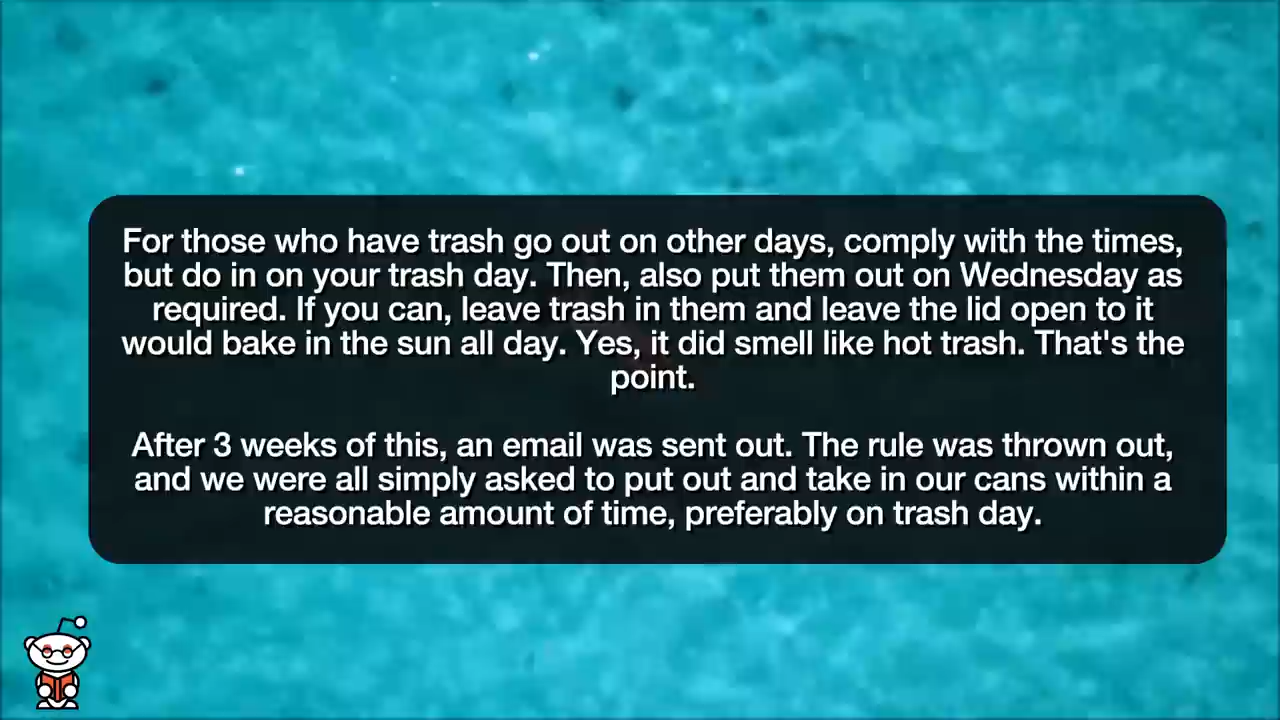 For those who have trash go out on other days, comply with the times,
but do in on your trash day. Then, also put them out on Wednesday as
required. If you can, leave trash in them and leave the lid open to it
would bake in the sun all day. Yes, it did smell like hot trash. That's the
point.
After 3 weeks of this, an email was sent out. The rule was thrown out,
and we were all simply asked to put out and take in our cans within a
reasonable amount of time, preferably on trash day.